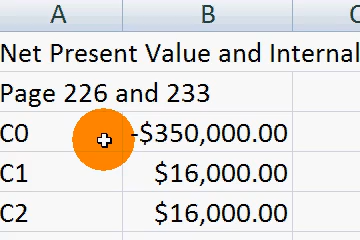 A B C
Net Present Value and Internal
Page 226 and 233
C0 -$350,000.00
C1 $16,000.00
C2 $16,000.00